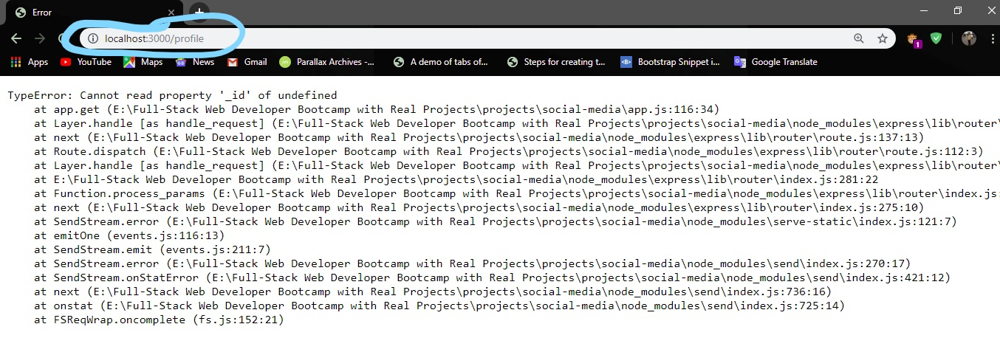 Error
localhost:3000/profile
1
Apps YouTube Maps News Gmail Parallax Archives -... A demo of tabs of... Steps for creating t... <B> Bootstrap Snippet i... Google Translate
TypeError: Cannot read property '_id' of undefined
at app.get (E:\Full-Stack Web Developer Bootcamp with Real Projects\projects\social-media\app.js:116:34)
at Layer.handle [as handle_request] (E:\Full-Stack Web Developer Bootcamp with Real Projects\projects\social-media\node_modules\express\lib\router\
at next (E:\Full-Stack Web Developer Bootcamp with Real Projects\projects\social-media\node_modules\express\lib\router\route.js:137:13)
at Route.dispatch (E:\Full-Stack Web Developer Bootcamp with Real Projects\projects\social-media\node_modules\express\lib\router\route.js:112:3)
at Layer.handle [as handle_request] (E:\Full-Stack Web Developer Bootcamp with Real Projects\projects\social-media\node_modules\express\lib\router\
at E:\Full-Stack Web Developer Bootcamp with Real Projects\projects\social-media\node_modules\express\lib\router\index.js:281:22
at Function.process_params (E:\Full-Stack Web Developer Bootcamp with Real Projects\projects\social-media\node_modules\express\lib\router\index.js:
at next (E:\Full-Stack Web Developer Bootcamp with Real Projects\projects\social-media\node_modules\express\lib\router\index.js:275:10)
at SendStream.error (E:\Full-Stack Web Developer Bootcamp with Real Projects\projects\social-media\node_modules\serve-static\index.js:121:7)
at emitOne (events.js:116:13)
at SendStream.emit (events.js:211:7)
at SendStream.error (E:\Full-Stack Web Developer Bootcamp with Real Projects\projects\social-media\node_modules\send\index.js:270:17)
at SendStream.onStatError (E:\Full-Stack Web Developer Bootcamp with Real Projects\projects\social-media\node_modules\send\index.js:421:12)
at next (E:\Full-Stack Web Developer Bootcamp with Real Projects\projects\social-media\node_modules\send\index.js:736:16)
at onstat (E:\Full-Stack Web Developer Bootcamp with Real Projects\projects\social-media\node_modules\send\index.js:725:14)
at FSReqWrap.oncomplete (fs.js:152:21)